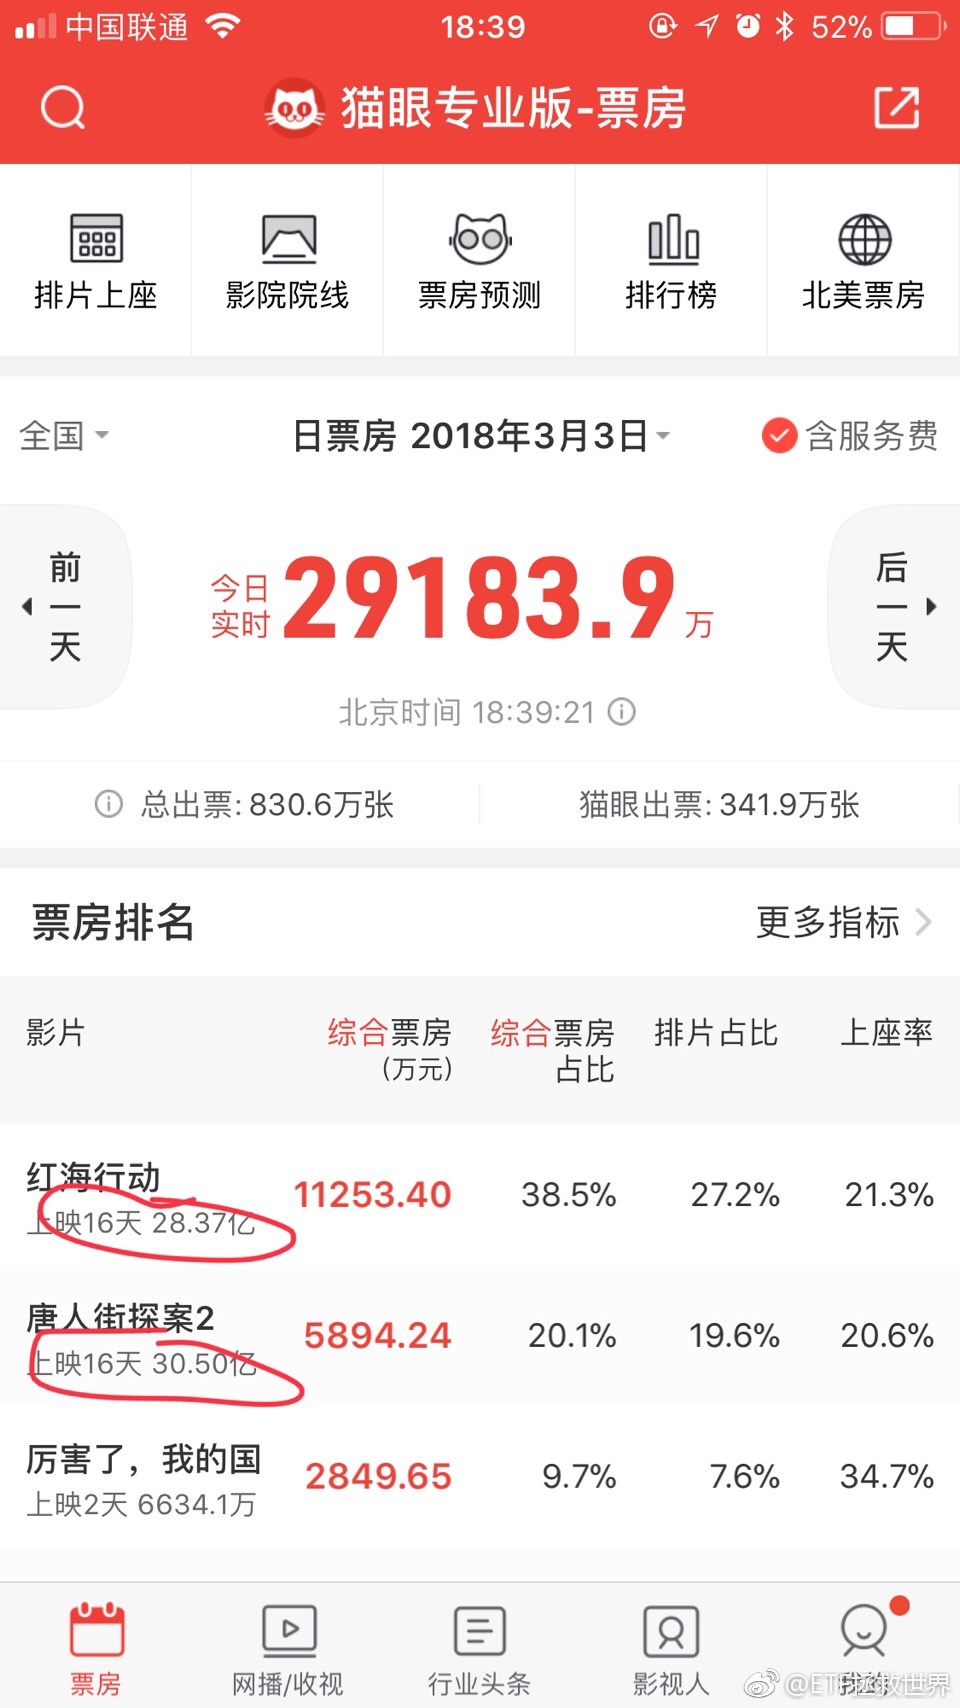 中国联通 18:39 52%
猫眼专业版-票房
排片上座 影院院线 票房预测 排行榜 北美票房
全国 日票房 2018年3月3日 含服务费
前一天 今日实时 29183.9 万 后一天
北京时间 18:39:21
总出票: 830.6万张 猫眼出票: 341.9万张
票房排名 更多指标
影片 综合票房(万元) 综合票房占比 排片占比 上座率
红海行动 11253.40 38.5% 27.2% 21.3%
上映16天 28.37亿
唐人街探案2 5894.24 20.1% 19.6% 20.6%
上映16天 30.50亿
厉害了，我的国 2849.65 9.7% 7.6% 34.7%
上映2天 6634.1万
票房 网播/收视 行业头条 影视人 我的
@ET拯救世界